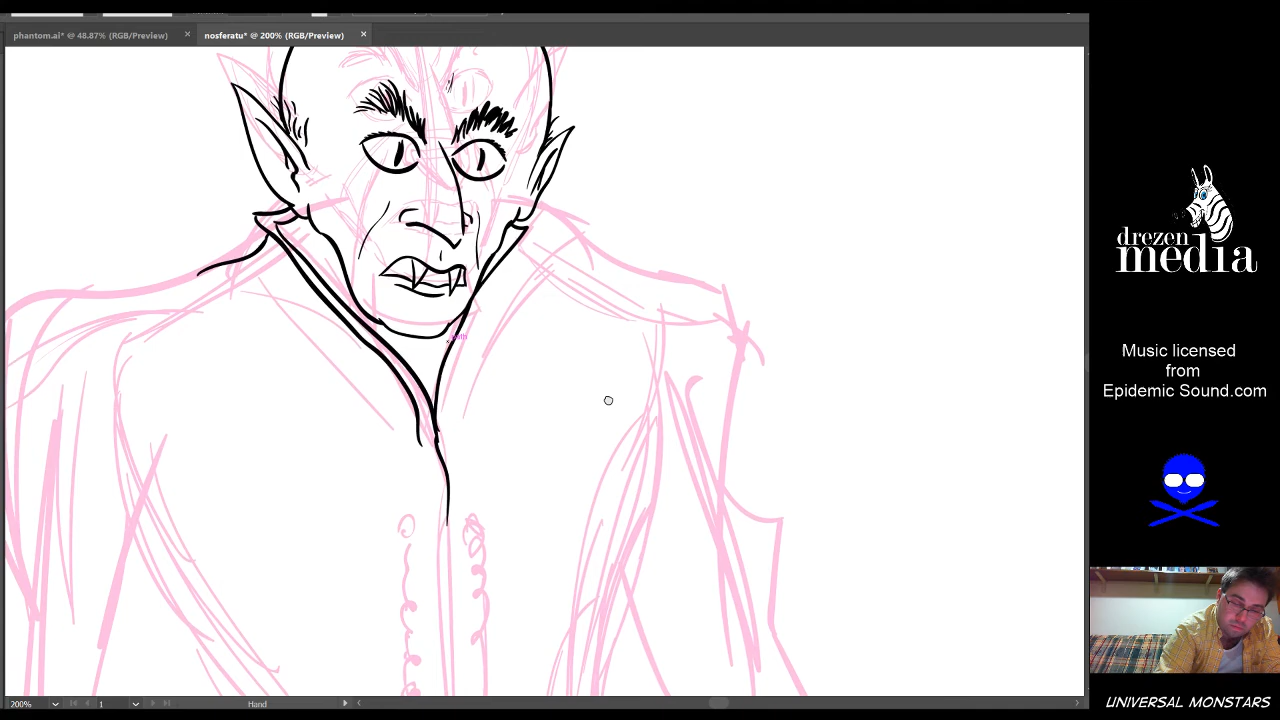 phantom.ai* @ 48.87% (RGB/Preview) ×
nosferatu* @ 200% (RGB/Preview) ×
drezen
media
Music licensed
from
Epidemic Sound.com
200%
1
Hand
UNIVERSAL MONSTARS